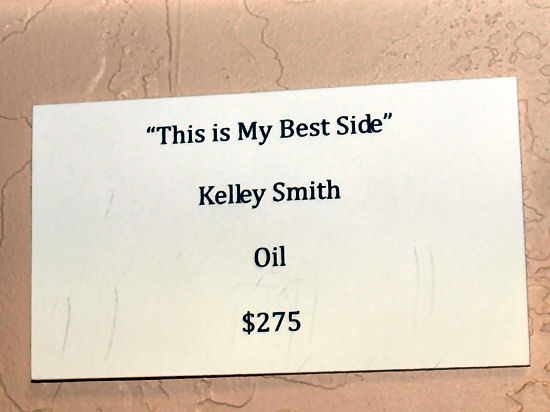 “This is My Best Side”
Kelley Smith
Oil
$275